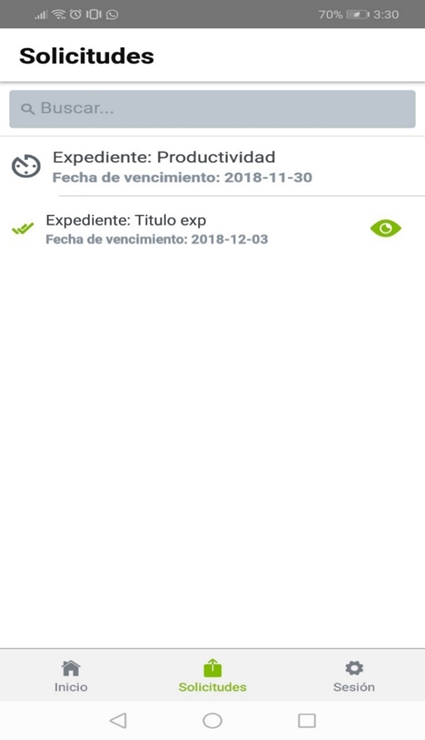 70% 3:30
Solicitudes
Buscar...
Expediente: Productividad
Fecha de vencimiento: 2018-11-30
Expediente: Titulo exp
Fecha de vencimiento: 2018-12-03
Inicio Solicitudes Sesión